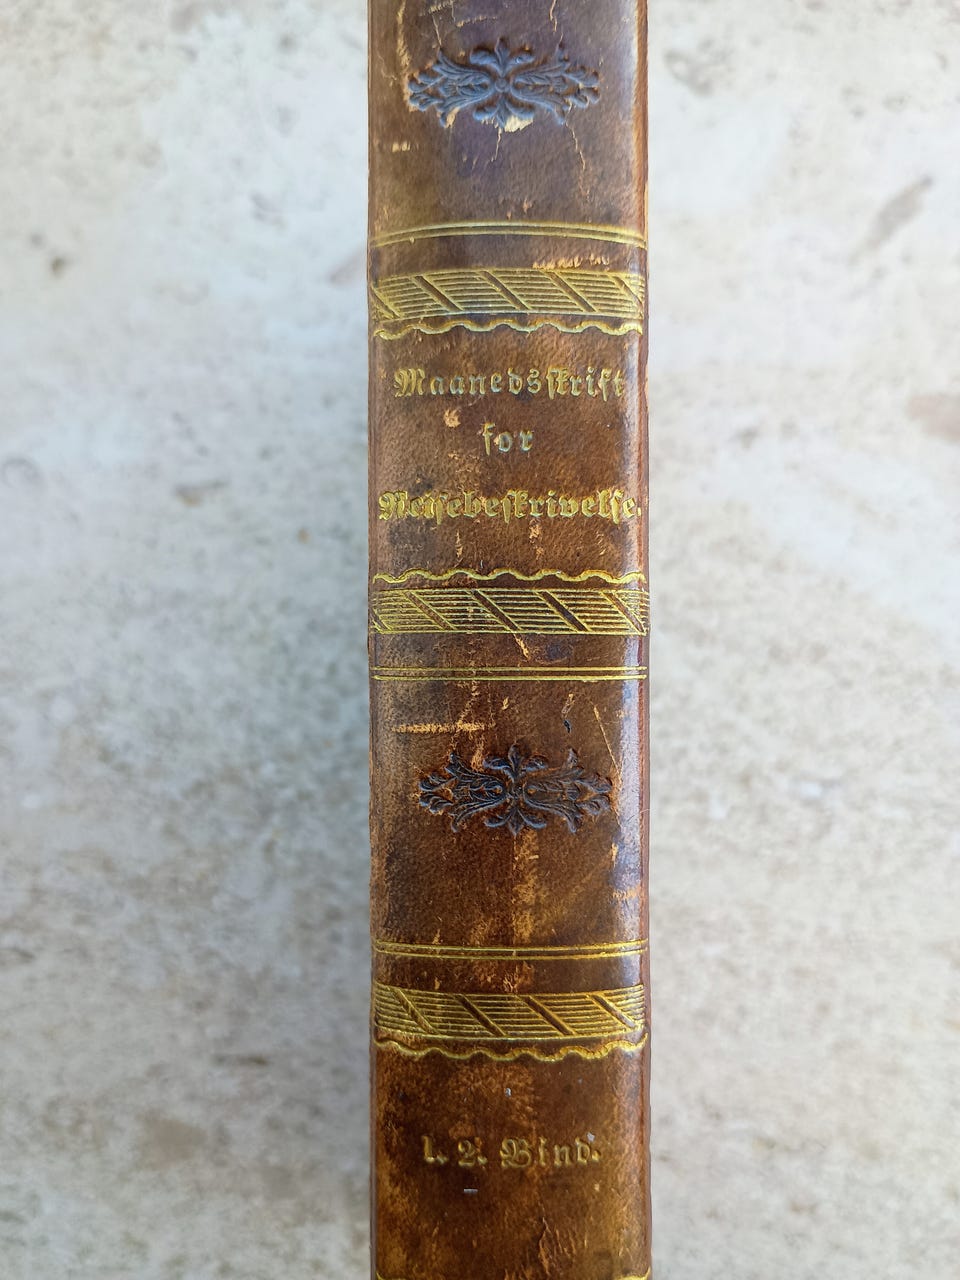 Maanedsskrift
for
Reisebeskrivelse.
1. 2. Bind.